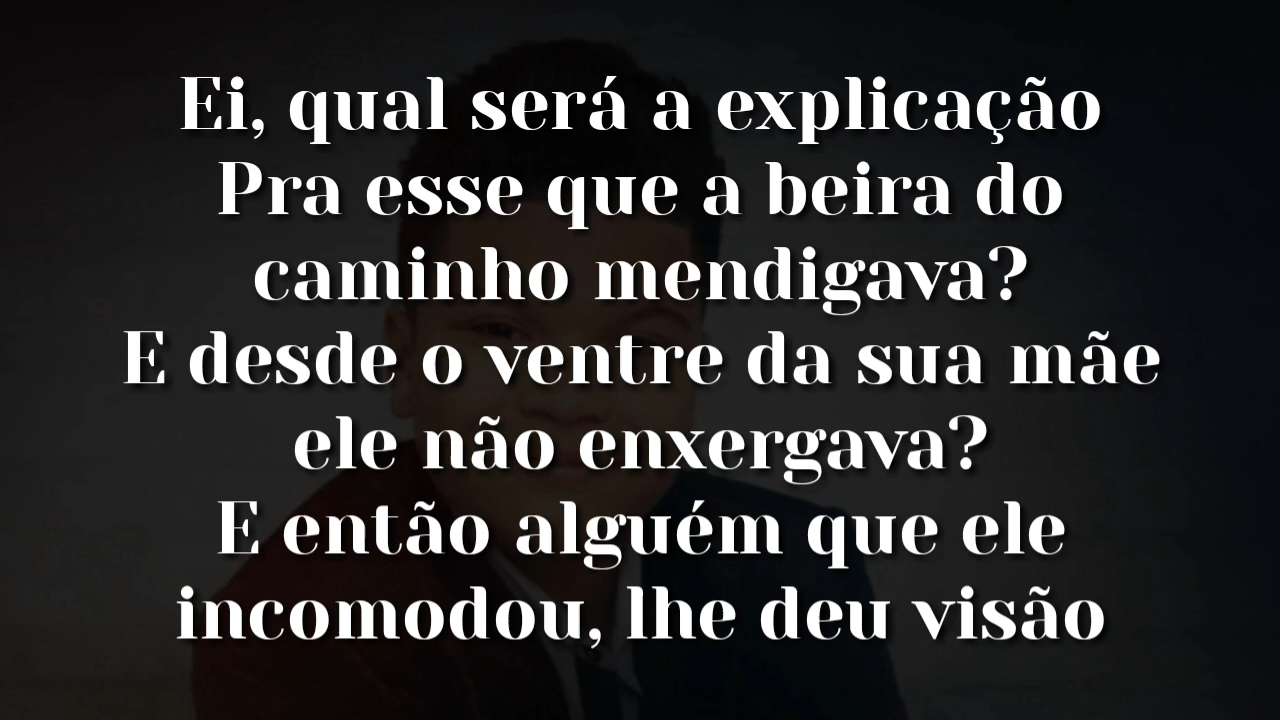 Ei, qual será a explicação
Pra esse que a beira do
caminho mendigava?
E desde o ventre da sua mãe
ele não enxergava?
E então alguém que ele
incomodou, lhe deu visão